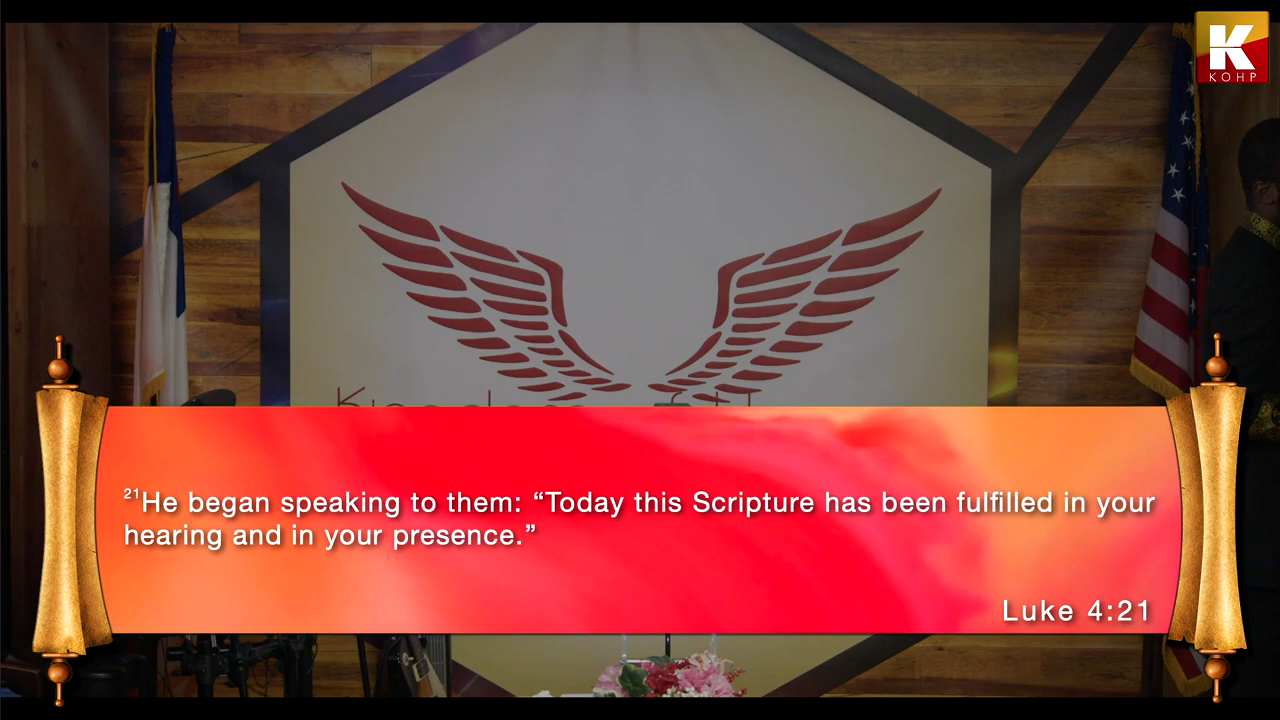 K
KOHP
²¹He began speaking to them: “Today this Scripture has been fulfilled in your
hearing and in your presence.”
Luke 4:21